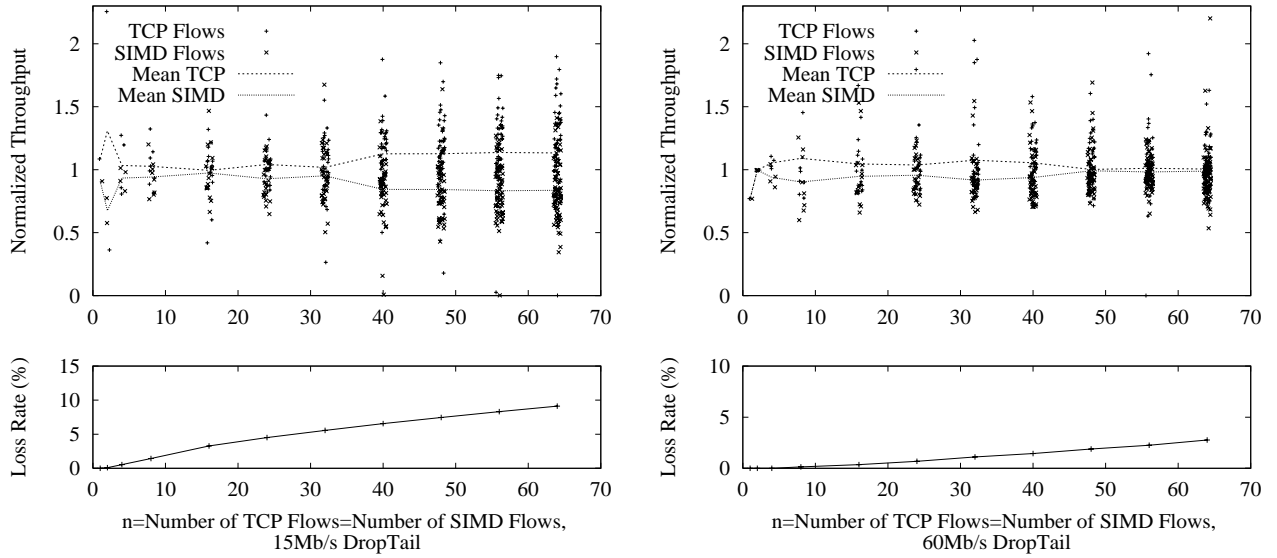 Normalized Throughput
2
1.5
1
0.5
0
TCP Flows
SIMD Flows
Mean TCP
Mean SIMD
0 10 20 30 40 50 60 70
Loss Rate (%)
15
10
5
0
0 10 20 30 40 50 60 70
n=Number of TCP Flows=Number of SIMD Flows,
15Mb/s DropTail
Normalized Throughput
2
1.5
1
0.5
0
TCP Flows
SIMD Flows
Mean TCP
Mean SIMD
0 10 20 30 40 50 60 70
Loss Rate (%)
10
5
0
0 10 20 30 40 50 60 70
n=Number of TCP Flows=Number of SIMD Flows,
60Mb/s DropTail